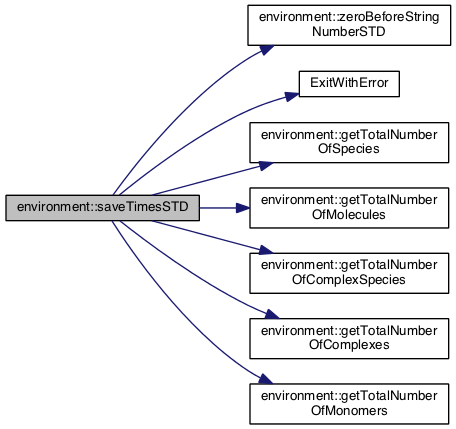 environment::zeroBeforeString
NumberSTD
ExitWithError
environment::getTotalNumber
OfSpecies
environment::saveTimesSTD
environment::getTotalNumber
OfMolecules
environment::getTotalNumber
OfComplexSpecies
environment::getTotalNumber
OfComplexes
environment::getTotalNumber
OfMonomers